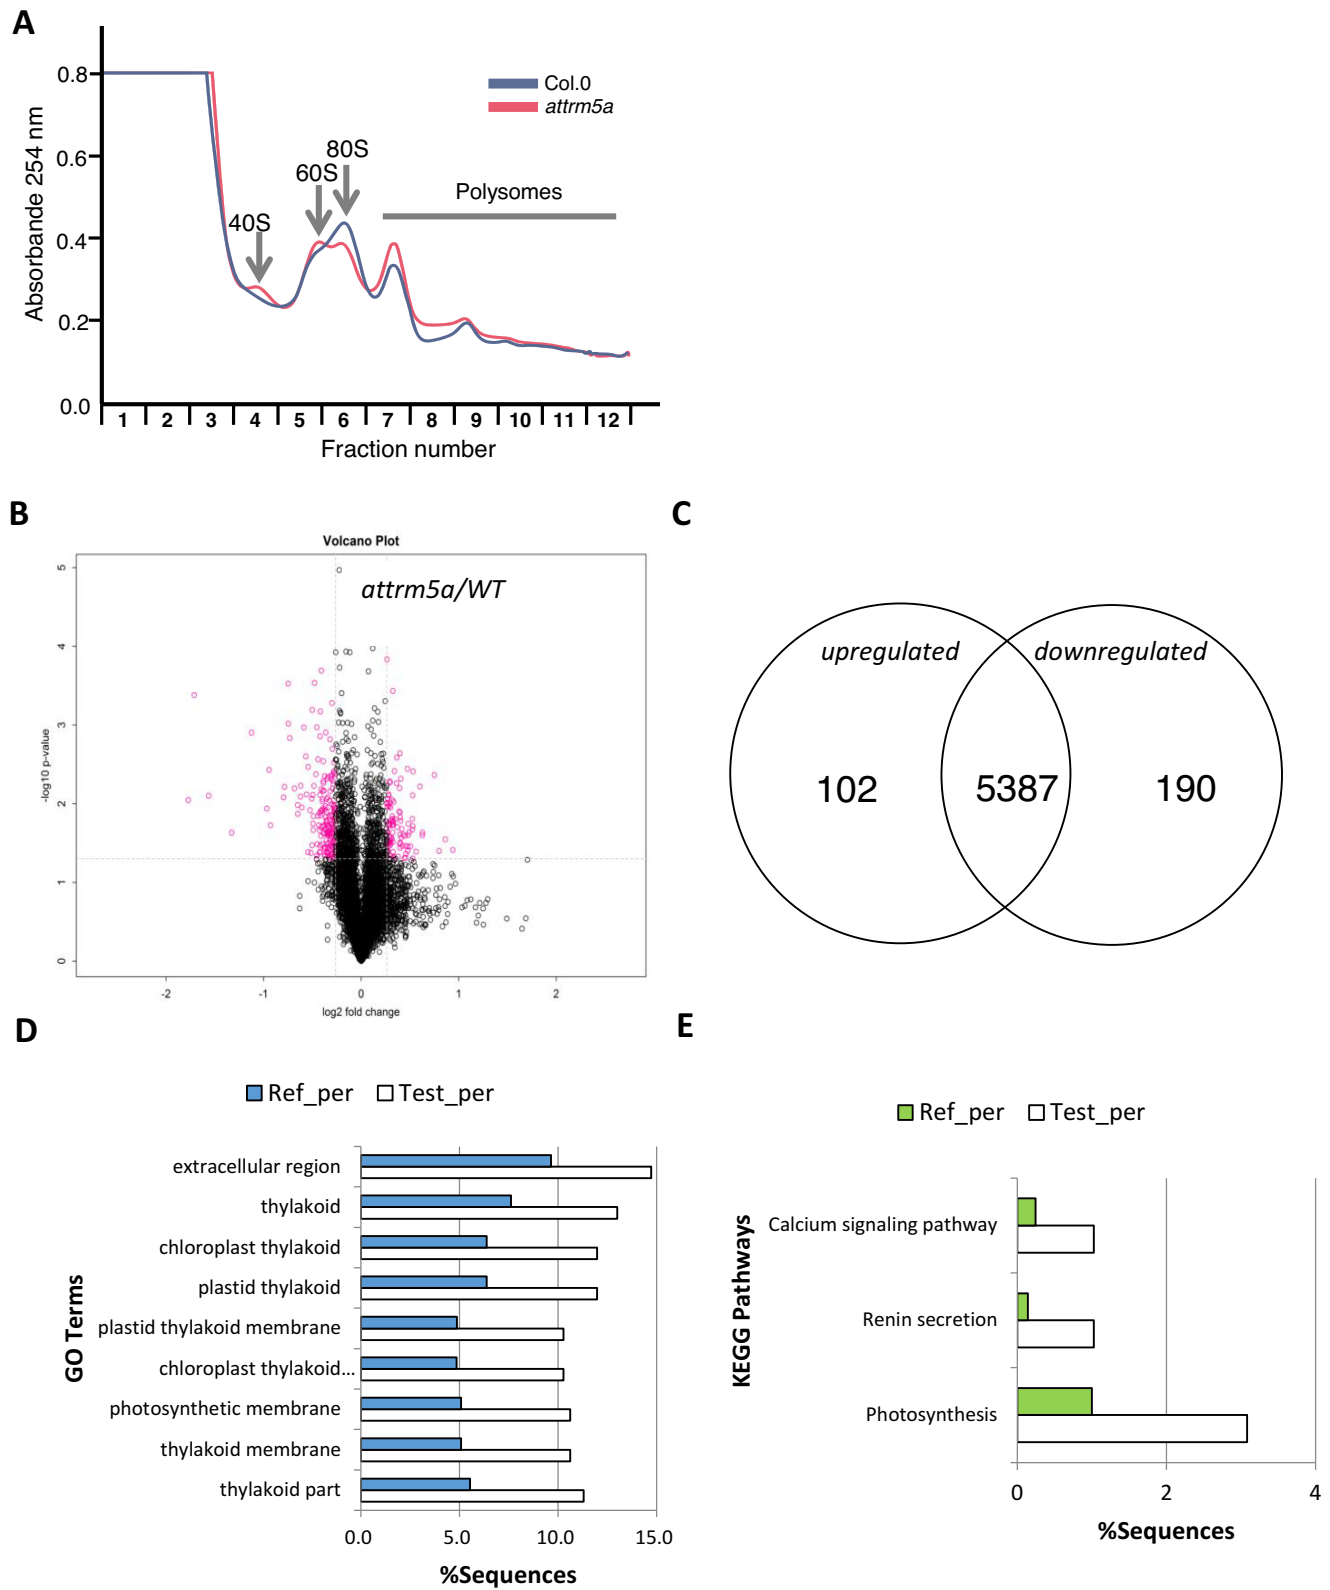 A
Col.0
attrm5a
Absorbande 254 nm
0.8
0.6
0.4
0.2
0.0
40S
60S
80S
Polysomes
1 2 3 4 5 6 7 8 9 10 11 12
Fraction number
B
Volcano Plot
attrm5a/WT
-log10 p-value
5
4
3
2
1
0
-2 -1 0 1 2
log2 fold change
C
upregulated
downregulated
102
5387
190
D
Ref_per
Test_per
GO Terms
extracellular region
thylakoid
chloroplast thylakoid
plastid thylakoid
plastid thylakoid membrane
chloroplast thylakoid...
photosynthetic membrane
thylakoid membrane
thylakoid part
0.0 5.0 10.0 15.0
%Sequences
E
Ref_per
Test_per
KEGG Pathways
Calcium signaling pathway
Renin secretion
Photosynthesis
0 2 4
%Sequences